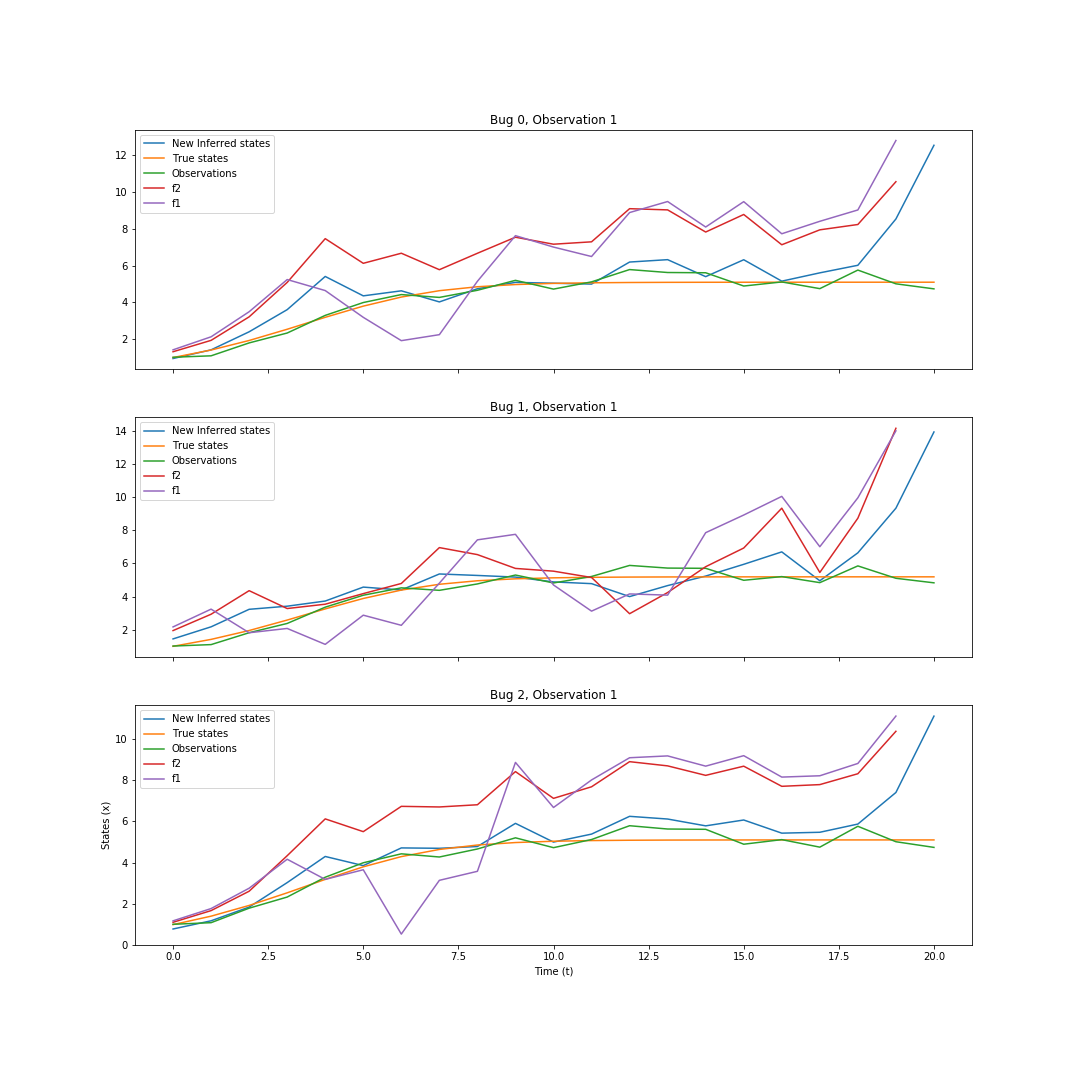 Bug 0, Observation 1
New Inferred states
True states
Observations
f2
f1
12
10
8
6
4
2
Bug 1, Observation 1
New Inferred states
True states
Observations
f2
f1
14
12
10
8
6
4
2
Bug 2, Observation 1
New Inferred states
True states
Observations
f2
f1
10
8
6
4
2
0
States (x)
0.0 2.5 5.0 7.5 10.0 12.5 15.0 17.5 20.0
Time (t)